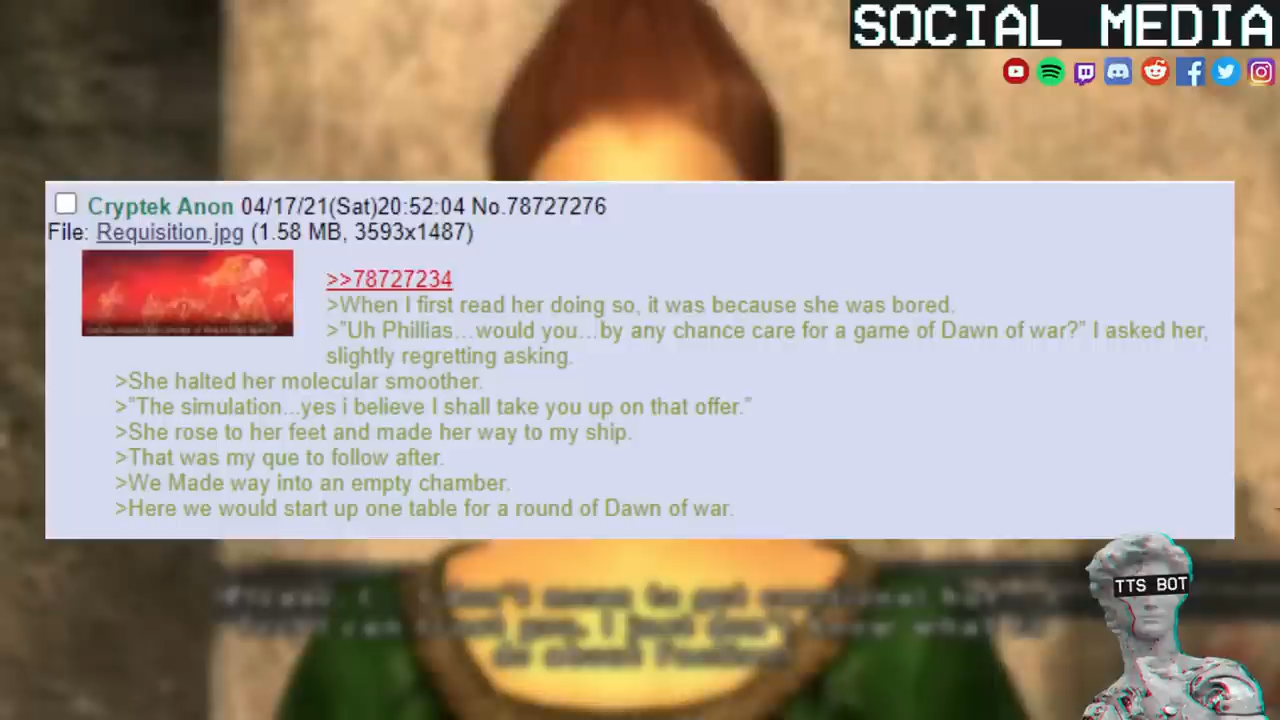 SOCIAL MEDIA
Cryptek Anon 04/17/21(Sat)20:52:04 No.78727276
File: Requisition.jpg (1.58 MB, 3593x1487)
>>78727234
>When I first read her doing so, it was because she was bored.
>"Uh Phillias...would you...by any chance care for a game of Dawn of war?" I asked her,
slightly regretting asking.
>She halted her molecular smoother.
>"The simulation...yes i believe I shall take you up on that offer."
>She rose to her feet and made her way to my ship.
>That was my que to follow after.
>We Made way into an empty chamber.
>Here we would start up one table for a round of Dawn of war.
TTS BOT